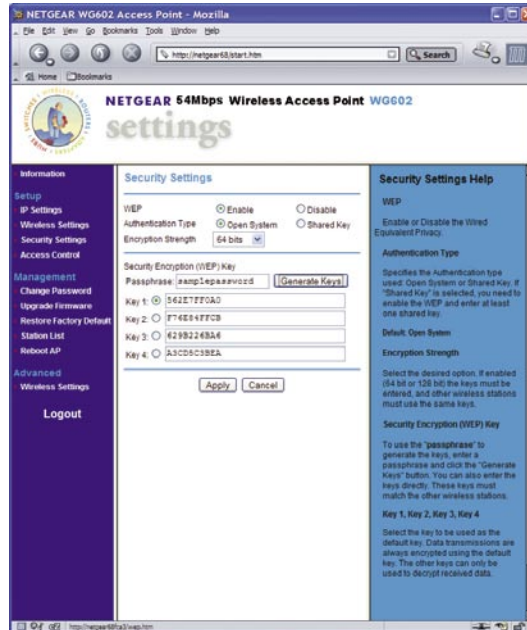 NETGEAR WG602 Access Point - Mozilla
File Edit View Go Bookmarks Tools Window Help
http://netgear68/start.htm
Search
Home Bookmarks
NETGEAR 54Mbps Wireless Access Point WG602
settings
Information
Setup
IP Settings
Wireless Settings
Security Settings
Access Control
Management
Change Password
Upgrade Firmware
Restore Factory Default
Station List
Reboot AP
Advanced
Wireless Settings
Logout
Security Settings
WEP Enable Disable
Authentication Type Open System Shared Key
Encryption Strength 64 bits
Security Encryption (WEP) Key
Passphrase: samplepassword Generate Keys
Key 1: 562E7FF0A0
Key 2: F76E84FFCB
Key 3: 629B226BA6
Key 4: A3CD5C3BEA
Apply Cancel
Security Settings Help
WEP
Enable or Disable the Wired
Equivalent Privacy.
Authentication Type
Specifies the Authentication type
used: Open System or Shared Key. If
"Shared Key" is selected, you need to
enable the WEP and enter at least
one shared key.
Default: Open System
Encryption Strength
Select the desired option. If enabled
(64 bit or 128 bit) the keys must be
entered, and other wireless stations
must use the same keys.
Security Encryption (WEP) Key
To use the "passphrase" to
generate the keys, enter a
passphrase and click the "Generate
Keys" button. You can also enter the
keys directly. These keys must
match the other wireless stations.
Key 1, Key 2, Key 3, Key 4
Select the key to be used as the
default key. Data transmissions are
always encrypted using the default
key. The other keys can only be
used to decrypt received data.